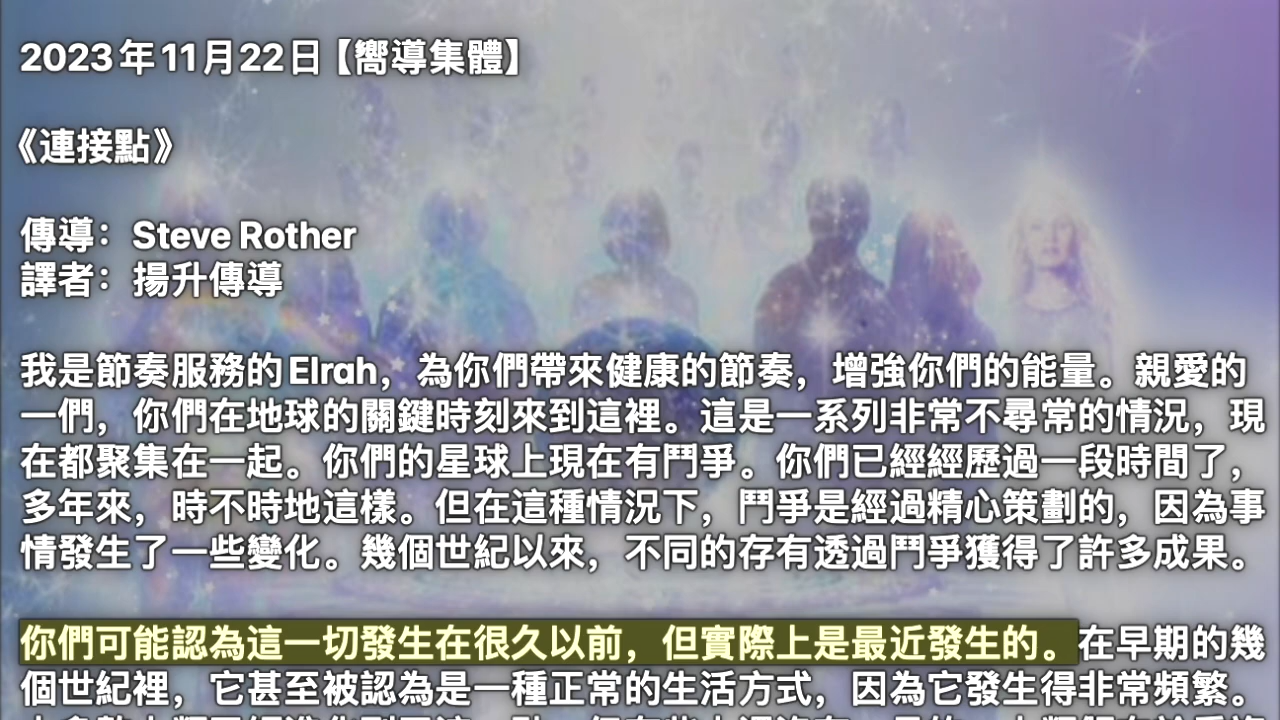 2023年11月22日【嚮導集體】
《連接點》
傳導：Steve Rother
譯者：揚升傳導
我是節奏服務的Elrah，為你們帶來健康的節奏，增強你們的能量。親愛的
一們，你們在地球的關鍵時刻來到這裡。這是一系列非常不尋常的情況，現
在都聚集在一起。你們的星球上現在有鬥爭。你們已經經歷過一段時間了，
多年來，時不時地這樣。但在這種情況下，鬥爭是經過精心策劃的，因為事
情發生了一些變化。幾個世紀以來，不同的存有透過鬥爭獲得了許多成果。
你們可能認為這一切發生在很久以前，但實際上是最近發生的。在早期的幾
個世紀裡，它甚至被認為是一種正常的生活方式，因為它發生得非常頻繁。